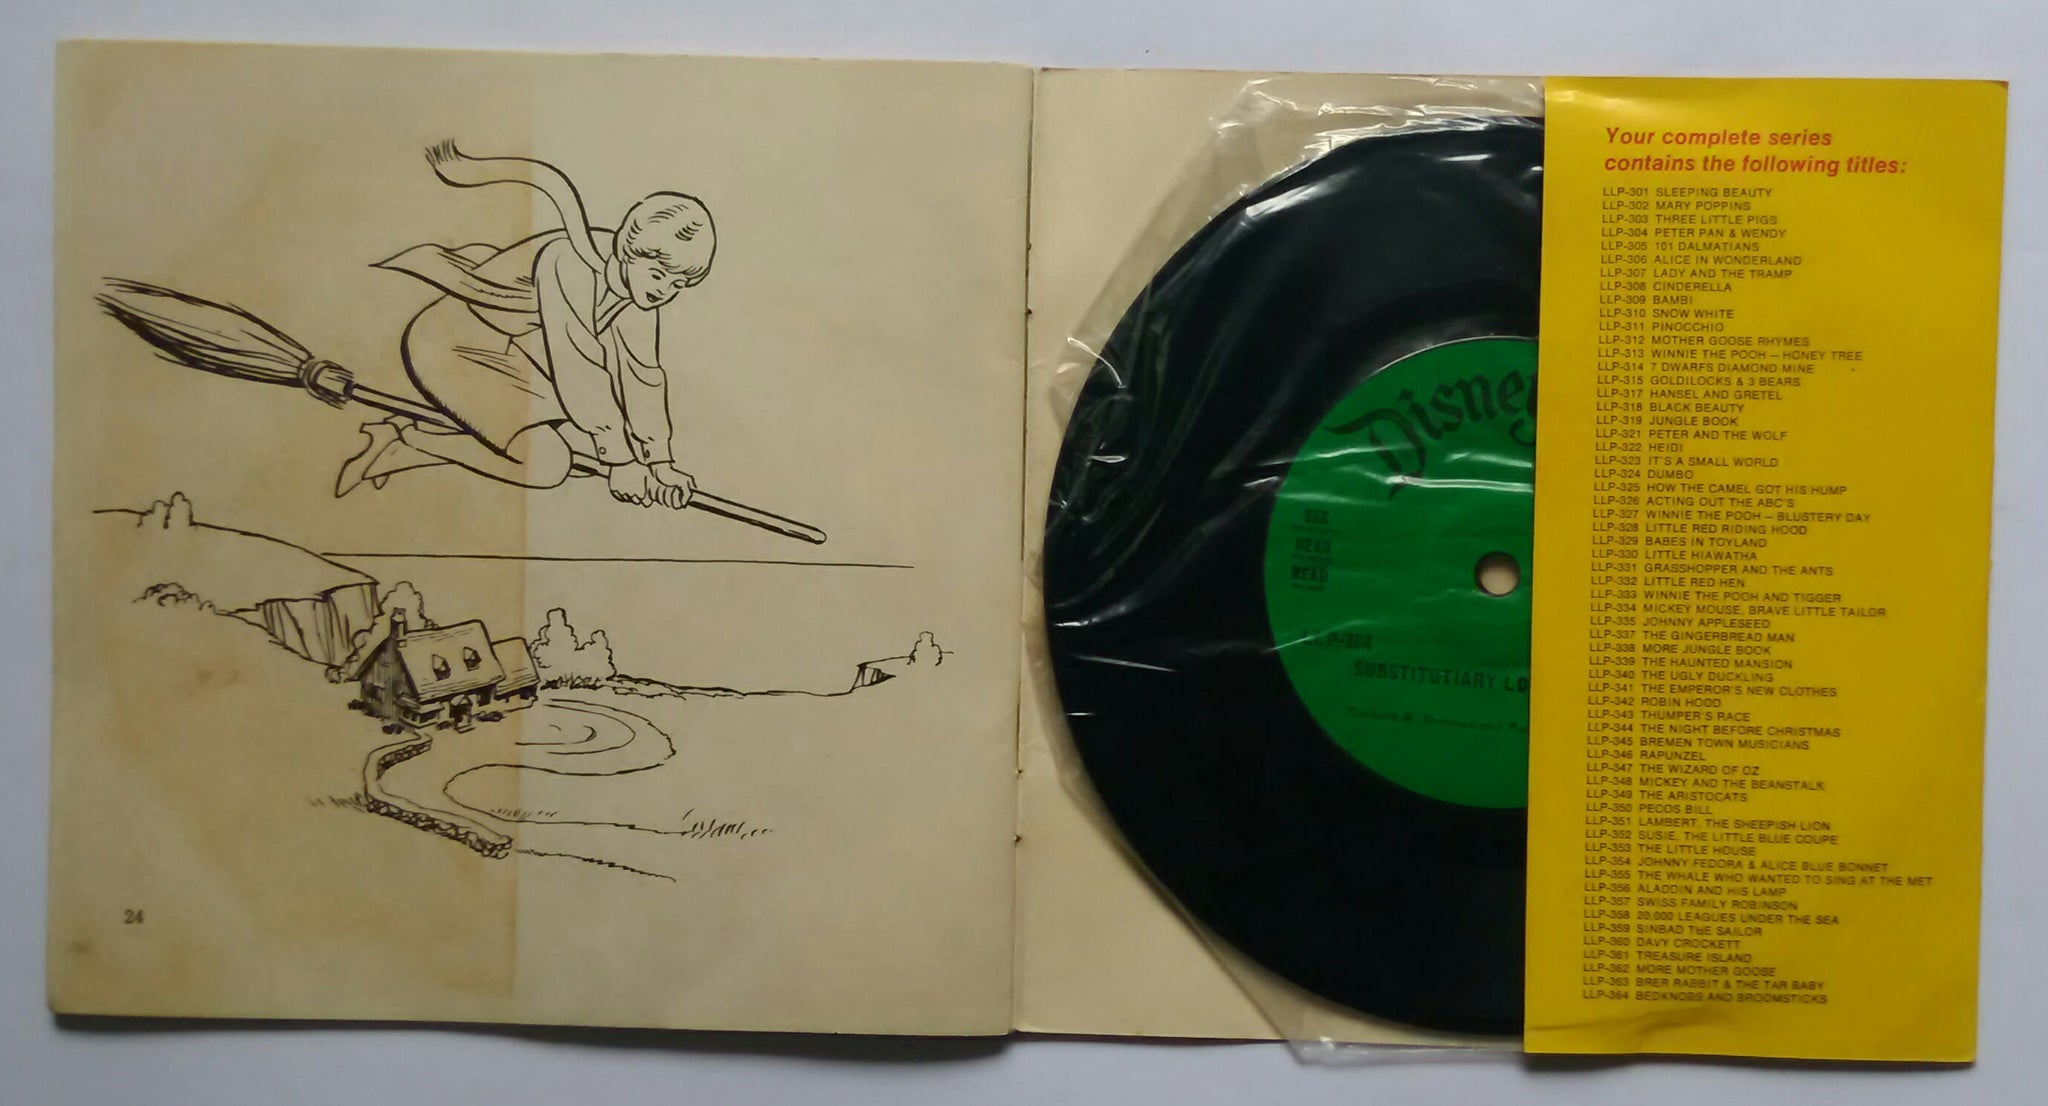 24
Disney
SEE
HEAR
READ
LLP-364
SUBSTITUTIARY LO
(Richard M. Sherman and Ro
Your complete series
contains the following titles:
LLP-301 SLEEPING BEAUTY
LLP-302 MARY POPPINS
LLP-303 THREE LITTLE PIGS
LLP-304 PETER PAN & WENDY
LLP-305 101 DALMATIANS
LLP-306 ALICE IN WONDERLAND
LLP-307 LADY AND THE TRAMP
LLP-308 CINDERELLA
LLP-309 BAMBI
LLP-310 SNOW WHITE
LLP-311 PINOCCHIO
LLP-312 MOTHER GOOSE RHYMES
LLP-313 WINNIE THE POOH – HONEY TREE
LLP-314 7 DWARFS DIAMOND MINE
LLP-315 GOLDILOCKS & 3 BEARS
LLP-317 HANSEL AND GRETEL
LLP-318 BLACK BEAUTY
LLP-319 JUNGLE BOOK
LLP-321 PETER AND THE WOLF
LLP-322 HEIDI
LLP-323 IT'S A SMALL WORLD
LLP-324 DUMBO
LLP-325 HOW THE CAMEL GOT HIS HUMP
LLP-326 ACTING OUT THE ABC'S
LLP-327 WINNIE THE POOH – BLUSTERY DAY
LLP-328 LITTLE RED RIDING HOOD
LLP-329 BABES IN TOYLAND
LLP-330 LITTLE HIAWATHA
LLP-331 GRASSHOPPER AND THE ANTS
LLP-332 LITTLE RED HEN
LLP-333 WINNIE THE POOH AND TIGGER
LLP-334 MICKEY MOUSE, BRAVE LITTLE TAILOR
LLP-335 JOHNNY APPLESEED
LLP-337 THE GINGERBREAD MAN
LLP-338 MORE JUNGLE BOOK
LLP-339 THE HAUNTED MANSION
LLP-340 THE UGLY DUCKLING
LLP-341 THE EMPEROR'S NEW CLOTHES
LLP-342 ROBIN HOOD
LLP-343 THUMPER'S RACE
LLP-344 THE NIGHT BEFORE CHRISTMAS
LLP-345 BREMEN TOWN MUSICIANS
LLP-346 RAPUNZEL
LLP-347 THE WIZARD OF OZ
LLP-348 MICKEY AND THE BEANSTALK
LLP-349 THE ARISTOCATS
LLP-350 PECOS BILL
LLP-351 LAMBERT, THE SHEEPISH LION
LLP-352 SUSIE, THE LITTLE BLUE COUPE
LLP-353 THE LITTLE HOUSE
LLP-354 JOHNNY FEDORA & ALICE BLUE BONNET
LLP-355 THE WHALE WHO WANTED TO SING AT THE MET
LLP-356 ALADDIN AND HIS LAMP
LLP-357 SWISS FAMILY ROBINSON
LLP-358 20,000 LEAGUES UNDER THE SEA
LLP-359 SINBAD THE SAILOR
LLP-360 DAVY CROCKETT
LLP-361 TREASURE ISLAND
LLP-362 MORE MOTHER GOOSE
LLP-363 BRER RABBIT & THE TAR BABY
LLP-364 BEDKNOBS AND BROOMSTICKS